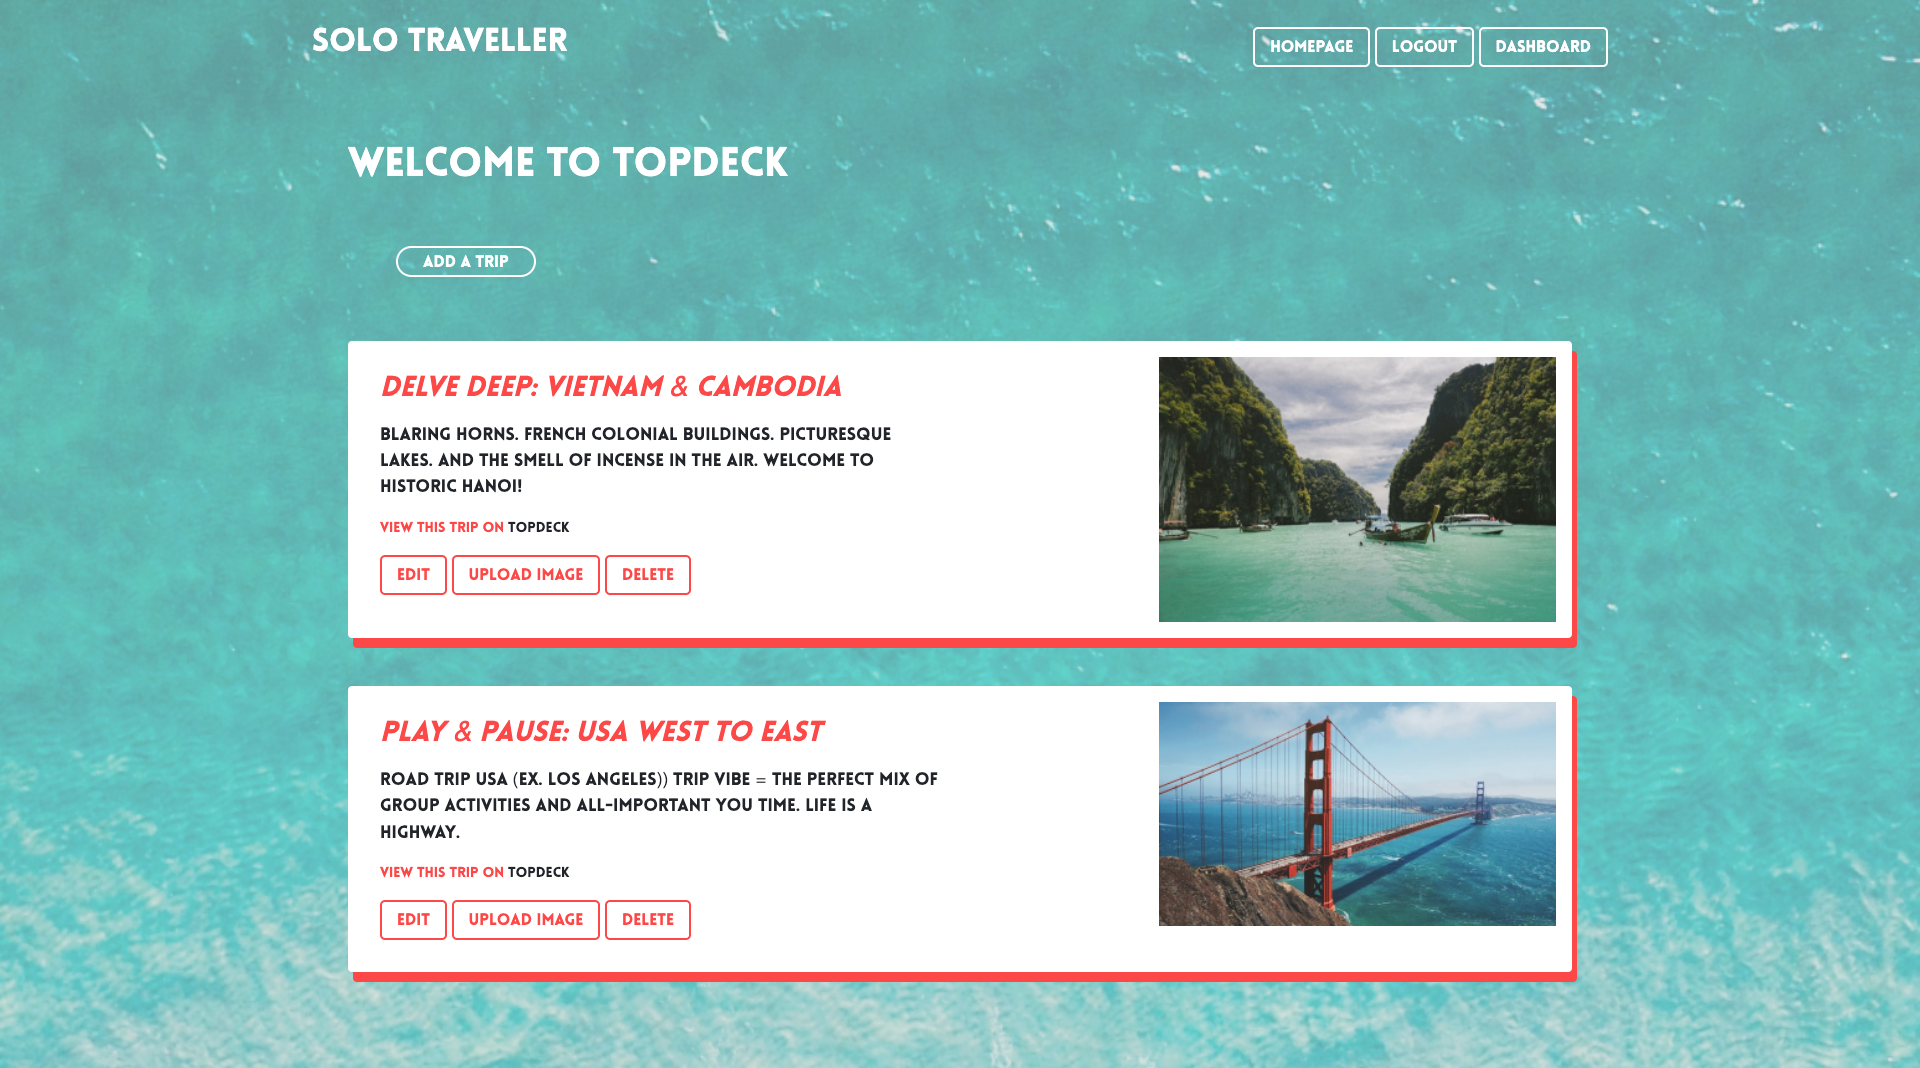 SOLO TRAVELLER
HOMEPAGE LOGOUT DASHBOARD
WELCOME TO TOPDECK
ADD A TRIP
DELVE DEEP: VIETNAM & CAMBODIA
BLARING HORNS. FRENCH COLONIAL BUILDINGS. PICTURESQUE
LAKES. AND THE SMELL OF INCENSE IN THE AIR. WELCOME TO
HISTORIC HANOI!
VIEW THIS TRIP ON TOPDECK
EDIT UPLOAD IMAGE DELETE
PLAY & PAUSE: USA WEST TO EAST
ROAD TRIP USA (EX. LOS ANGELES)) TRIP VIBE = THE PERFECT MIX OF
GROUP ACTIVITIES AND ALL-IMPORTANT YOU TIME. LIFE IS A
HIGHWAY.
VIEW THIS TRIP ON TOPDECK
EDIT UPLOAD IMAGE DELETE